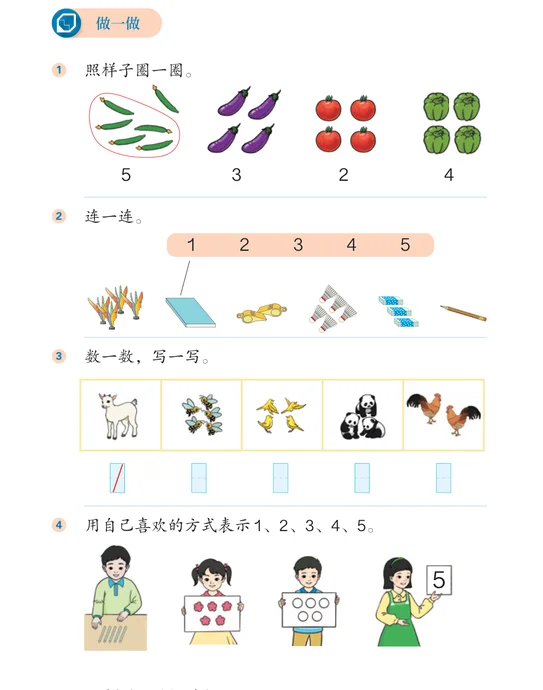 做一做
1 照样子圈一圈。
5 3 2 4
2 连一连。
1 2 3 4 5
3 数一数，写一写。
1
4 用自己喜欢的方式表示1、2、3、4、5。
5